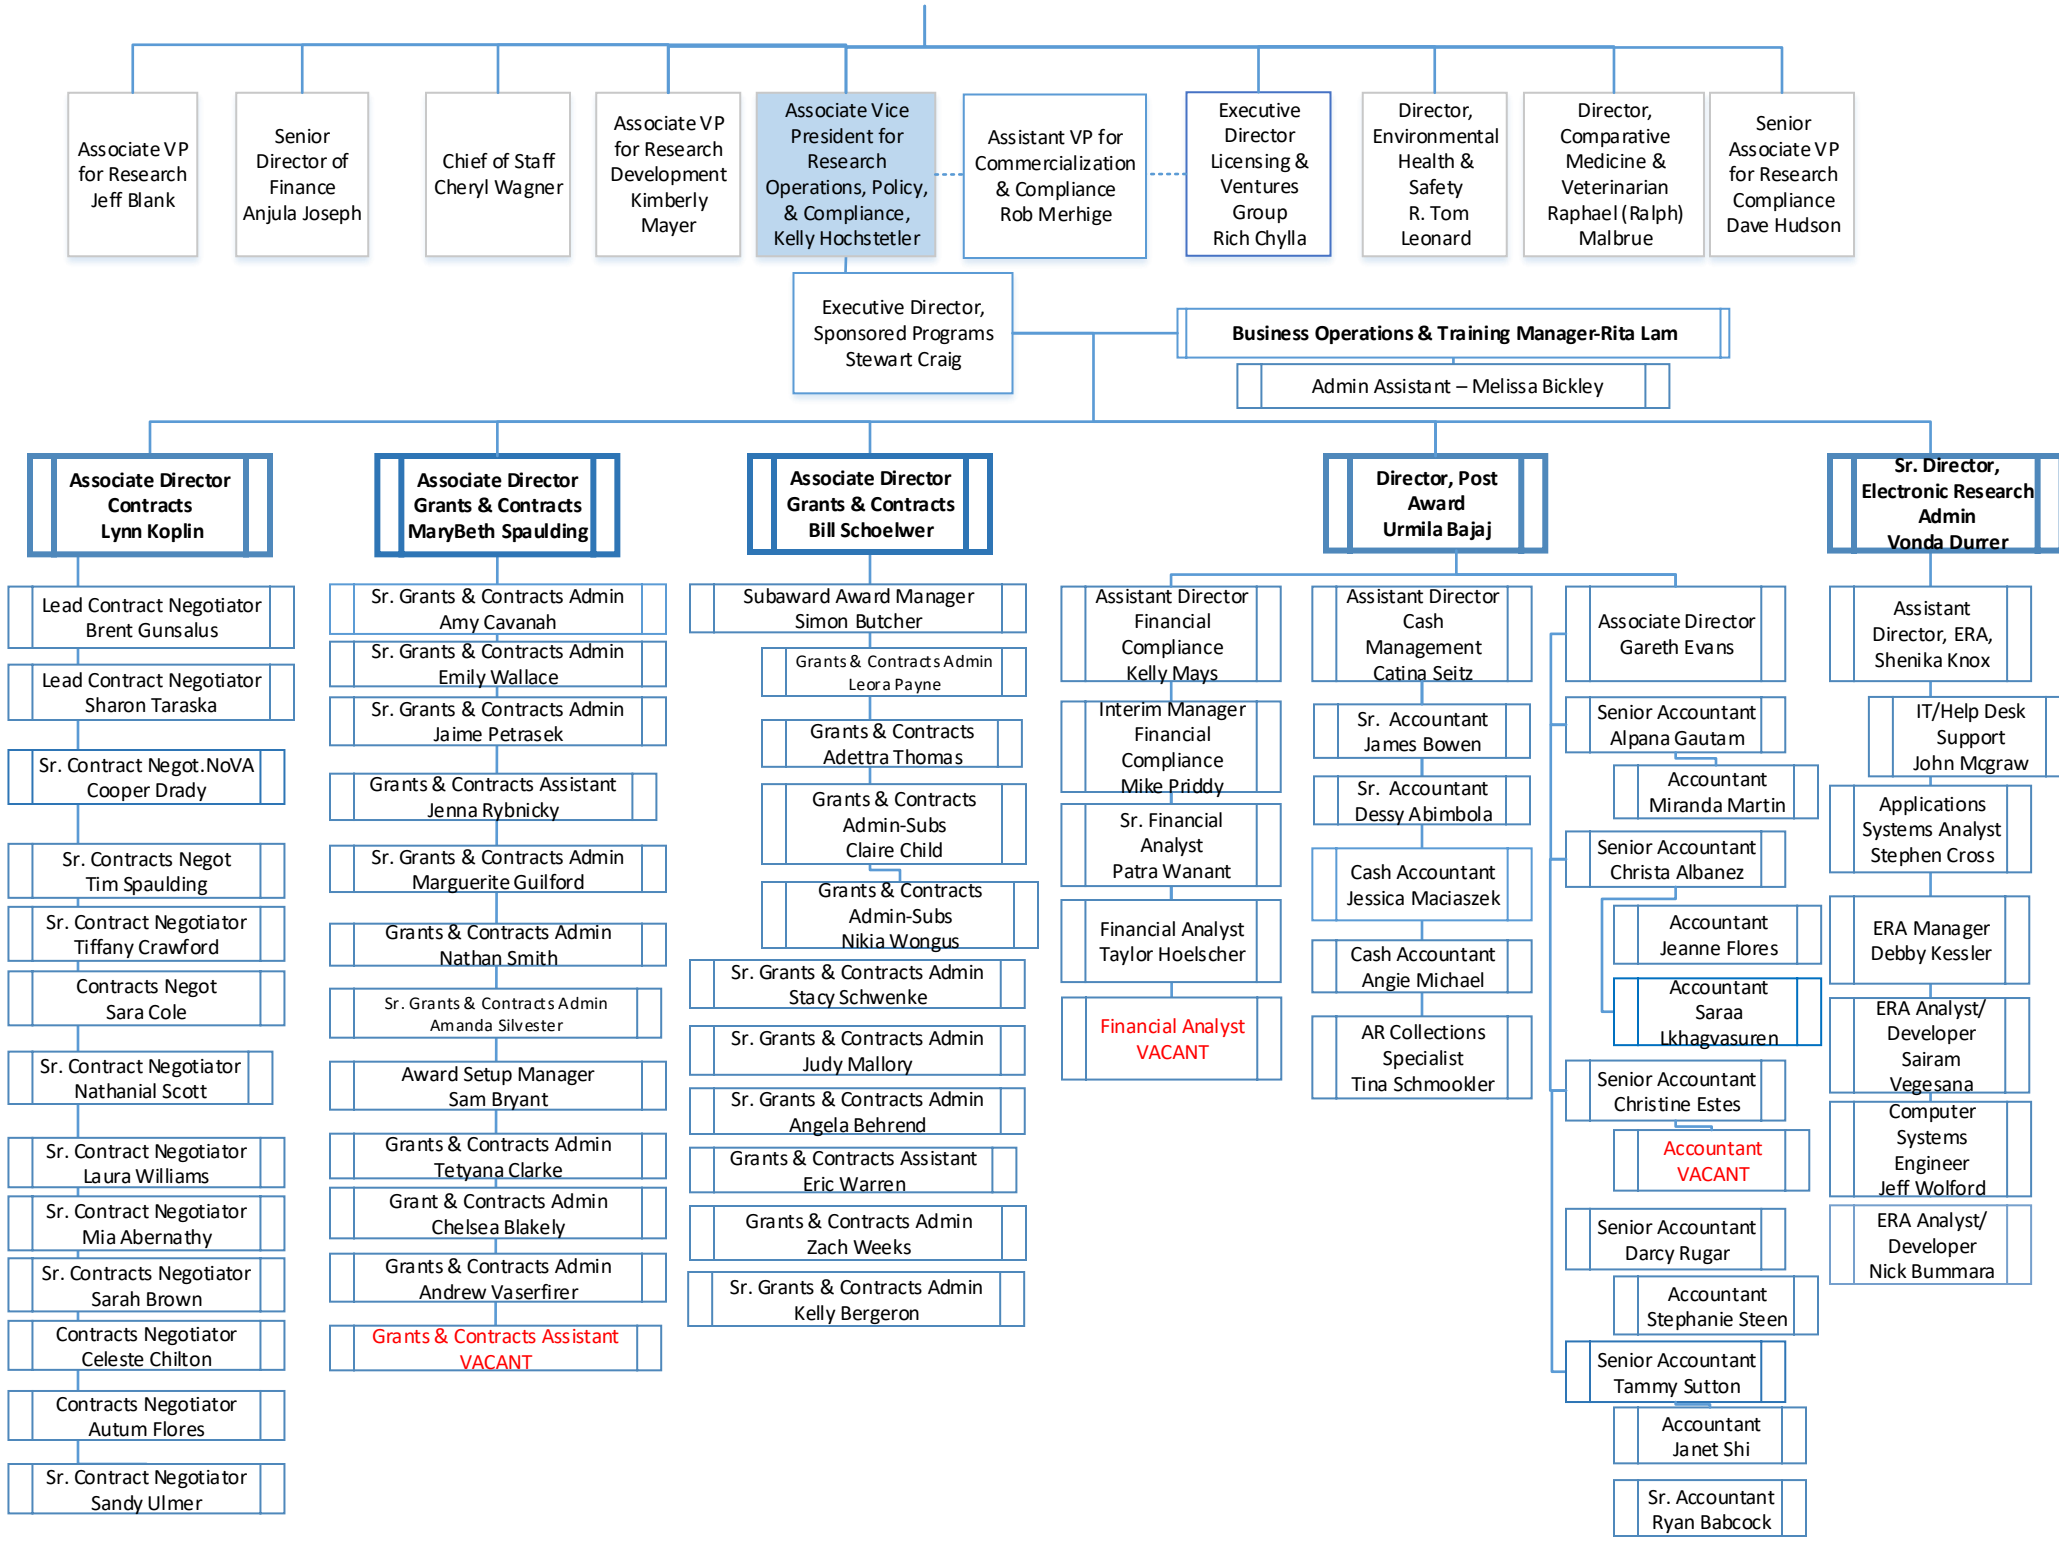 Associate VP
for Research
Jeff Blank
Senior
Director of
Finance
Anjula Joseph
Chief of Staff
Cheryl Wagner
Associate VP
for Research
Development
Kimberly
Mayer
Associate Vice
President for
Research
Operations, Policy,
& Compliance,
Kelly Hochstetler
Assistant VP for
Commercialization
& Compliance
Rob Merhige
Executive
Director
Licensing &
Ventures
Group
Rich Chylla
Director,
Environmental
Health &
Safety
R. Tom
Leonard
Director,
Comparative
Medicine &
Veterinarian
Raphael (Ralph)
Malbrue
Senior
Associate VP
for Research
Compliance
Dave Hudson
Executive Director,
Sponsored Programs
Stewart Craig
Business Operations & Training Manager-Rita Lam
Admin Assistant – Melissa Bickley
Associate Director
Contracts
Lynn Koplin
Lead Contract Negotiator
Brent Gunsalus
Lead Contract Negotiator
Sharon Taraska
Sr. Contract Negot.NoVA
Cooper Drady
Sr. Contracts Negot
Tim Spaulding
Sr. Contract Negotiator
Tiffany Crawford
Contracts Negot
Sara Cole
Sr. Contract Negotiator
Nathanial Scott
Sr. Contract Negotiator
Laura Williams
Sr. Contract Negotiator
Mia Abernathy
Sr. Contracts Negotiator
Sarah Brown
Contracts Negotiator
Celeste Chilton
Contracts Negotiator
Autum Flores
Sr. Contract Negotiator
Sandy Ulmer
Associate Director
Grants & Contracts
MaryBeth Spaulding
Sr. Grants & Contracts Admin
Amy Cavanah
Sr. Grants & Contracts Admin
Emily Wallace
Sr. Grants & Contracts Admin
Jaime Petrasek
Grants & Contracts Assistant
Jenna Rybnicky
Sr. Grants & Contracts Admin
Marguerite Guilford
Grants & Contracts Admin
Nathan Smith
Sr. Grants & Contracts Admin
Amanda Silvester
Award Setup Manager
Sam Bryant
Grants & Contracts Admin
Tetyana Clarke
Grant & Contracts Admin
Chelsea Blakely
Grants & Contracts Admin
Andrew Vaserfirer
Grants & Contracts Assistant
VACANT
Associate Director
Grants & Contracts
Bill Schoelwer
Subaward Award Manager
Simon Butcher
Grants & Contracts Admin
Leora Payne
Grants & Contracts
Adettra Thomas
Grants & Contracts
Admin-Subs
Claire Child
Grants & Contracts
Admin-Subs
Nikia Wongus
Sr. Grants & Contracts Admin
Stacy Schwenke
Sr. Grants & Contracts Admin
Judy Mallory
Sr. Grants & Contracts Admin
Angela Behrend
Grants & Contracts Assistant
Eric Warren
Grants & Contracts Admin
Zach Weeks
Sr. Grants & Contracts Admin
Kelly Bergeron
Director, Post
Award
Urmila Bajaj
Assistant Director
Financial
Compliance
Kelly Mays
Interim Manager
Financial
Compliance
Mike Priddy
Sr. Financial
Analyst
Patra Wanant
Financial Analyst
Taylor Hoelscher
Financial Analyst
VACANT
Assistant Director
Cash
Management
Catina Seitz
Sr. Accountant
James Bowen
Sr. Accountant
Dessy Abimbola
Cash Accountant
Jessica Maciaszek
Cash Accountant
Angie Michael
AR Collections
Specialist
Tina Schmookler
Associate Director
Gareth Evans
Senior Accountant
Alpana Gautam
Accountant
Miranda Martin
Senior Accountant
Christa Albanez
Accountant
Jeanne Flores
Accountant
Saraa
Lkhagvasuren
Senior Accountant
Christine Estes
Accountant
VACANT
Senior Accountant
Darcy Rugar
Accountant
Stephanie Steen
Senior Accountant
Tammy Sutton
Accountant
Janet Shi
Sr. Accountant
Ryan Babcock
Sr. Director,
Electronic Research
Admin
Vonda Durrer
Assistant
Director, ERA,
Shenika Knox
IT/Help Desk
Support
John Mcgraw
Applications
Systems Analyst
Stephen Cross
ERA Manager
Debby Kessler
ERA Analyst/
Developer
Sairam
Vegesana
Computer
Systems
Engineer
Jeff Wolford
ERA Analyst/
Developer
Nick Bummara